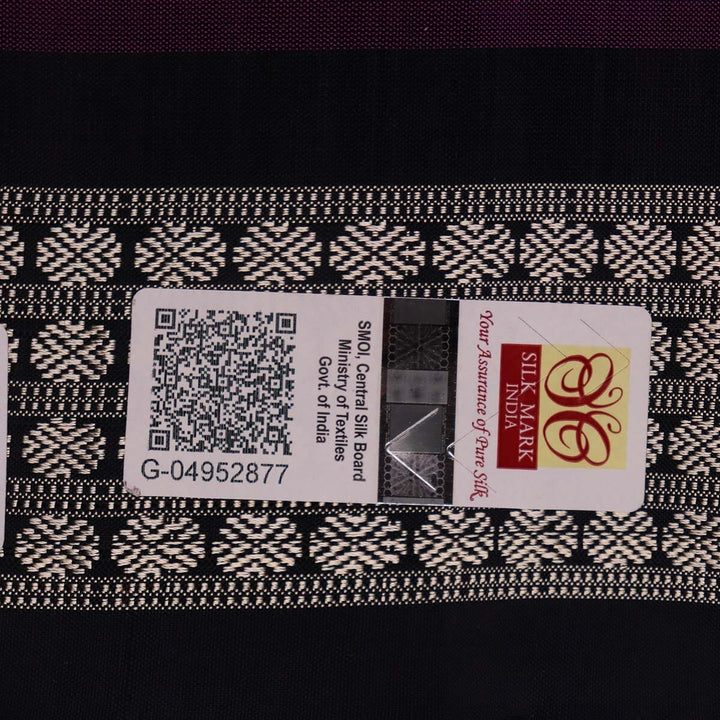 G-04952877
SMOI, Central Silk Board
Ministry of Textiles
Govt. of India
Your Assurance of Pure Silk
SILK MARK
INDIA